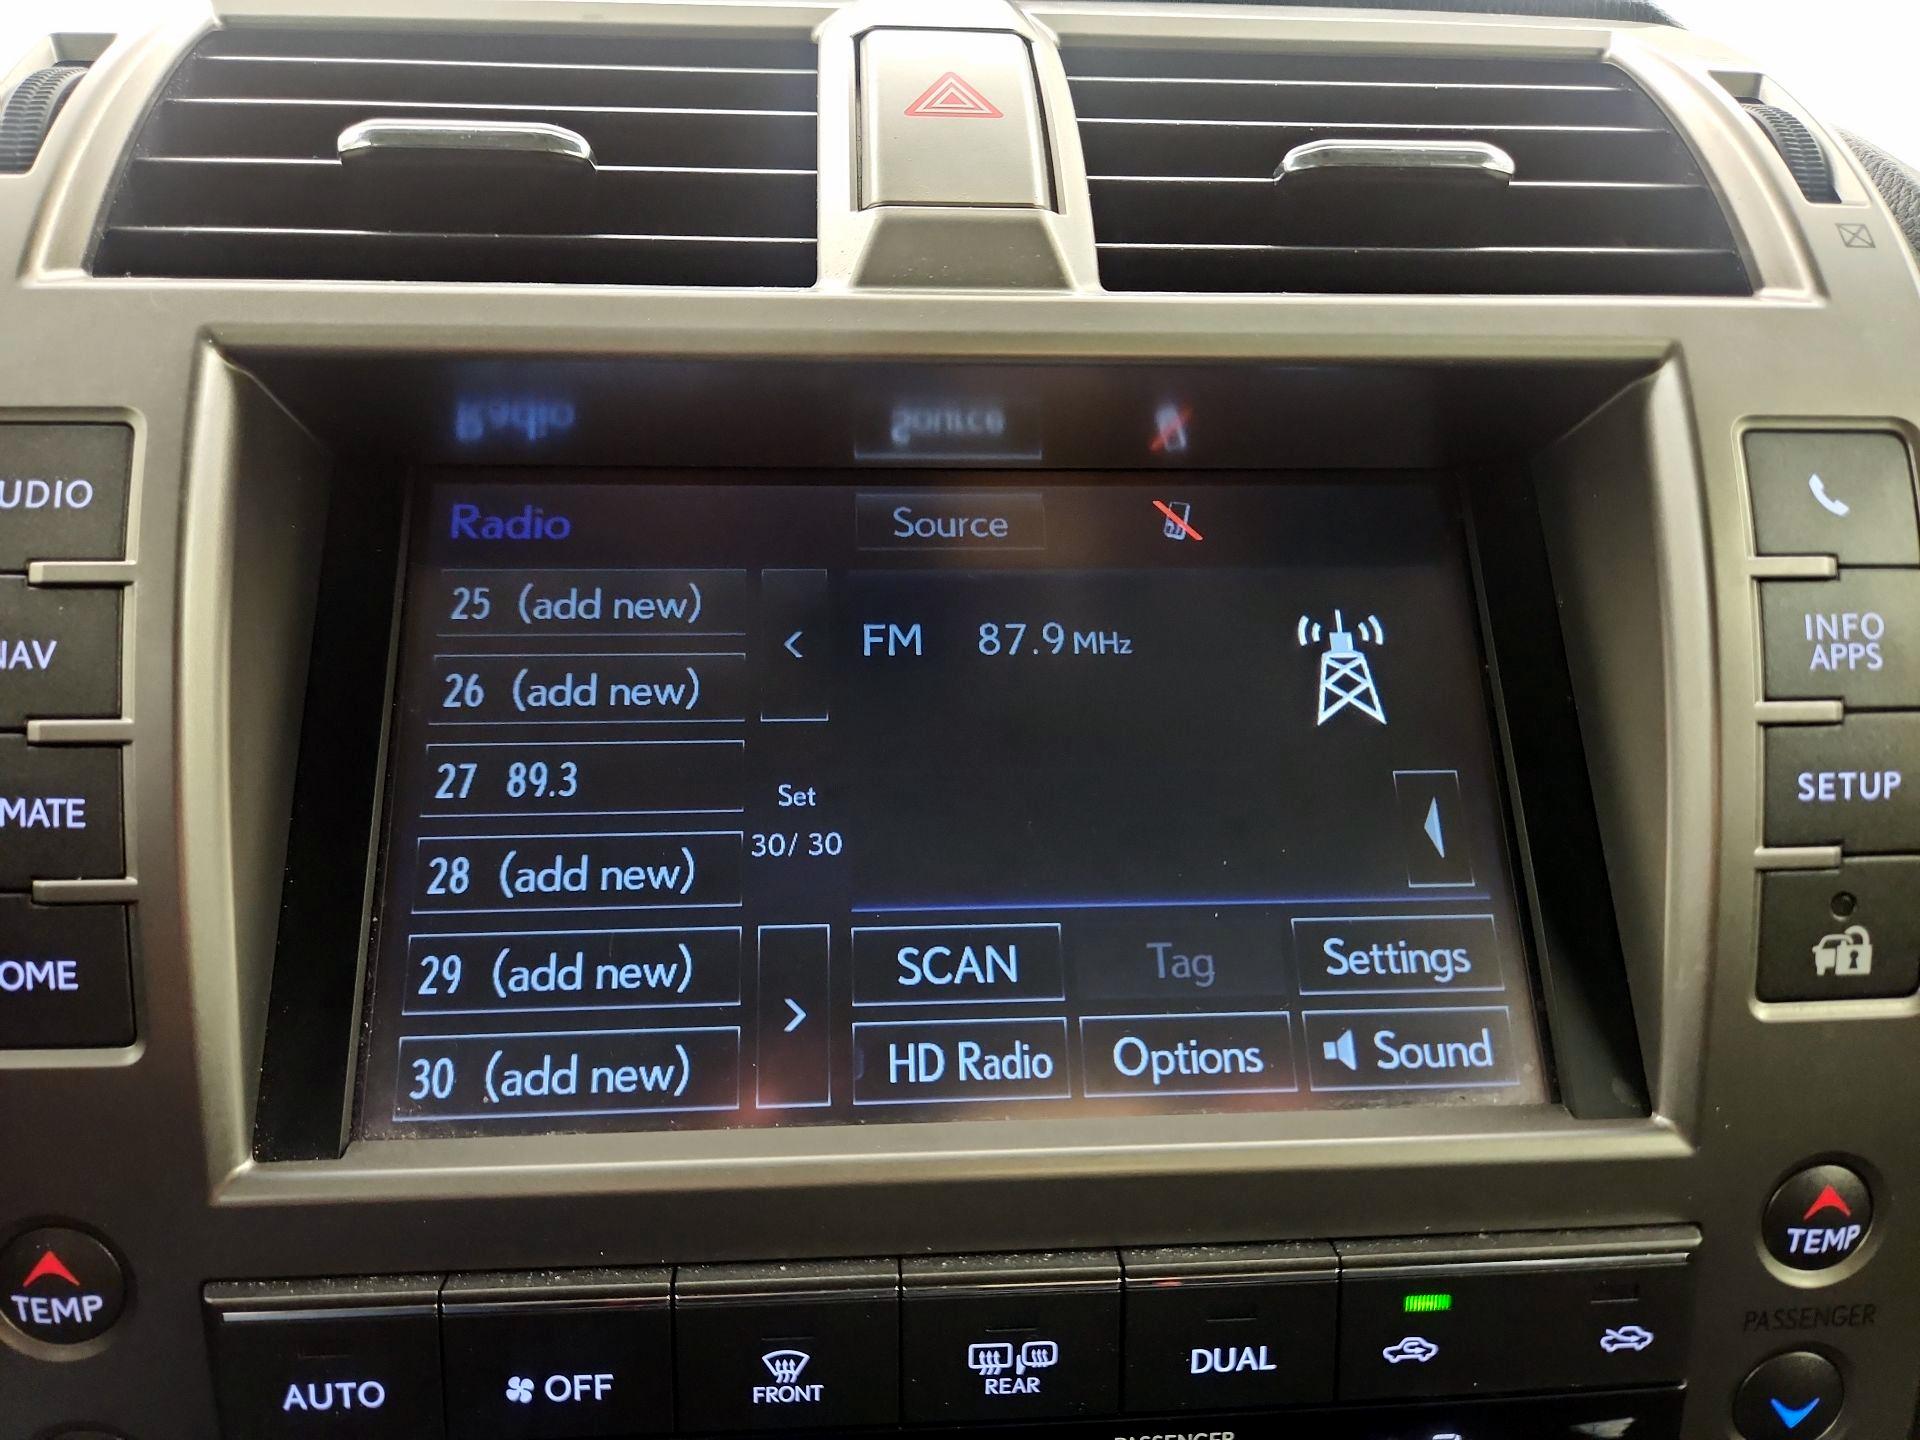 Radio
Source
25 (add new)
26 (add new)
27 89.3
28 (add new)
29 (add new)
30 (add new)
<
Set
30/ 30
>
FM 87.9 MHz
SCAN
Tag
Settings
HD Radio
Options
Sound
UDIO
NAV
MATE
OME
INFO
APPS
SETUP
TEMP
TEMP
PASSENGER
AUTO
OFF
FRONT
REAR
DUAL
PASSENGER